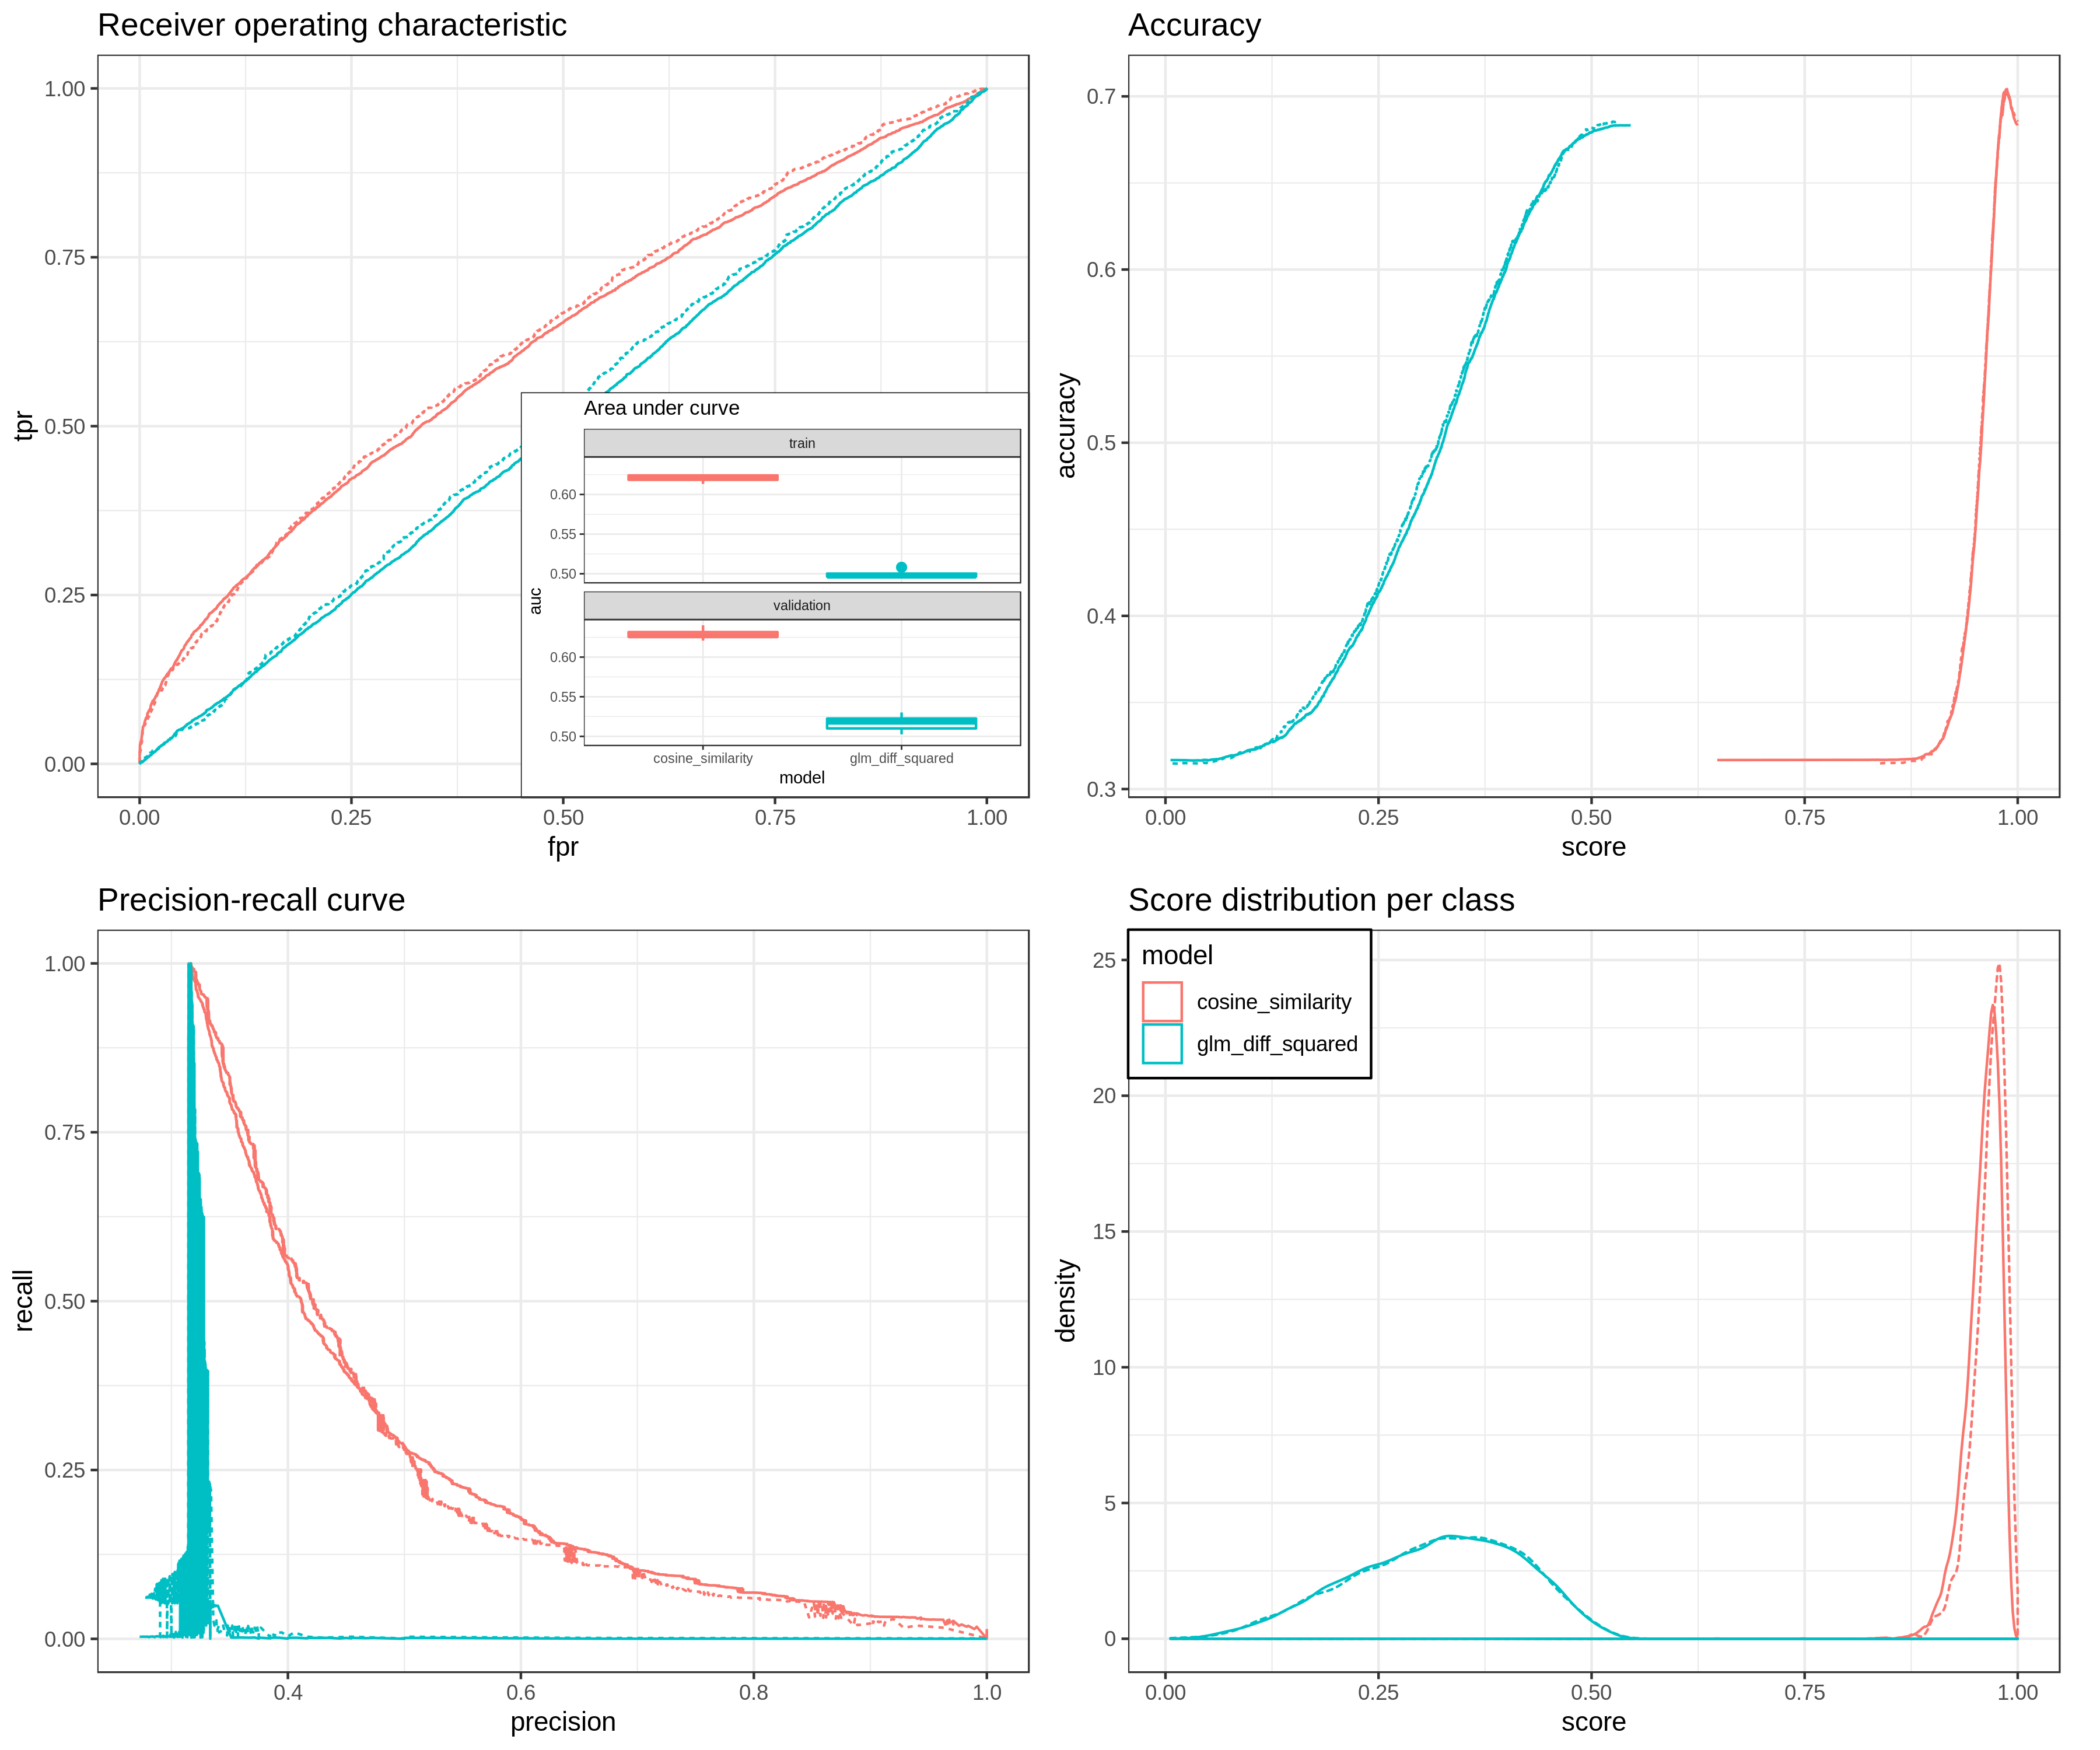 Receiver operating characteristic
1.00
0.75
0.50
0.25
0.00
tpr
0.00 0.25 0.50 0.75 1.00
fpr
Area under curve
train
0.60
0.55
0.50
validation
0.60
0.55
0.50
auc
cosine_similarity glm_diff_squared
model
Accuracy
0.7
0.6
0.5
0.4
0.3
accuracy
0.00 0.25 0.50 0.75 1.00
score
Precision-recall curve
1.00
0.75
0.50
0.25
0.00
recall
0.4 0.6 0.8 1.0
precision
Score distribution per class
model
cosine_similarity
glm_diff_squared
25
20
15
10
5
0
density
0.00 0.25 0.50 0.75 1.00
score